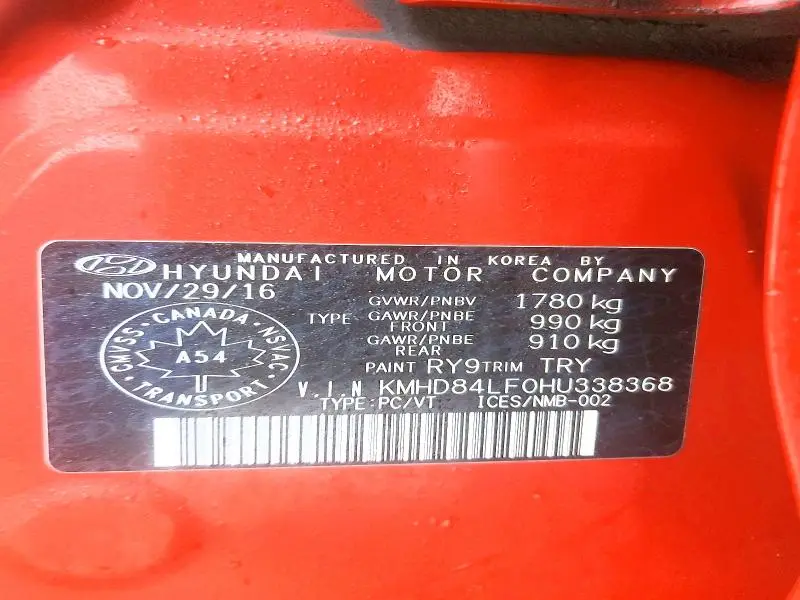 MANUFACTURED IN KOREA BY
HYUNDAI MOTOR COMPANY
NOV/29/16
GVWR/PNBV 1780 kg
TYPE GAWR/PNBE FRONT 990 kg
GAWR/PNBE REAR 910 kg
PAINT RY9 TRIM TRY
CMVSS · CANADA · NSVAC
A54
TRANSPORT
V.I.N KMHD84LF0HU338368
TYPE:PC/VT ICES/NMB-002